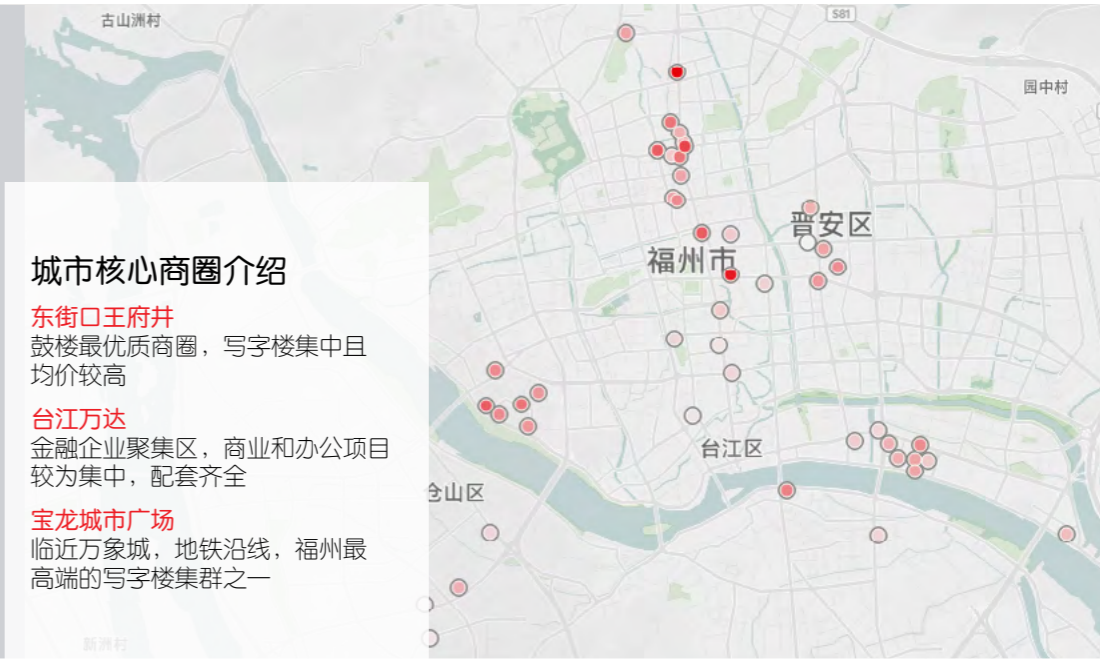 古山洲村
S81
园中村
晋安区
福州市
台江区
仓山区
城市核心商圈介绍
东街口王府井
鼓楼最优质商圈，写字楼集中且
均价较高
台江万达
金融企业聚集区，商业和办公项目
较为集中，配套齐全
宝龙城市广场
临近万象城，地铁沿线，福州最
高端的写字楼集群之一
新洲村